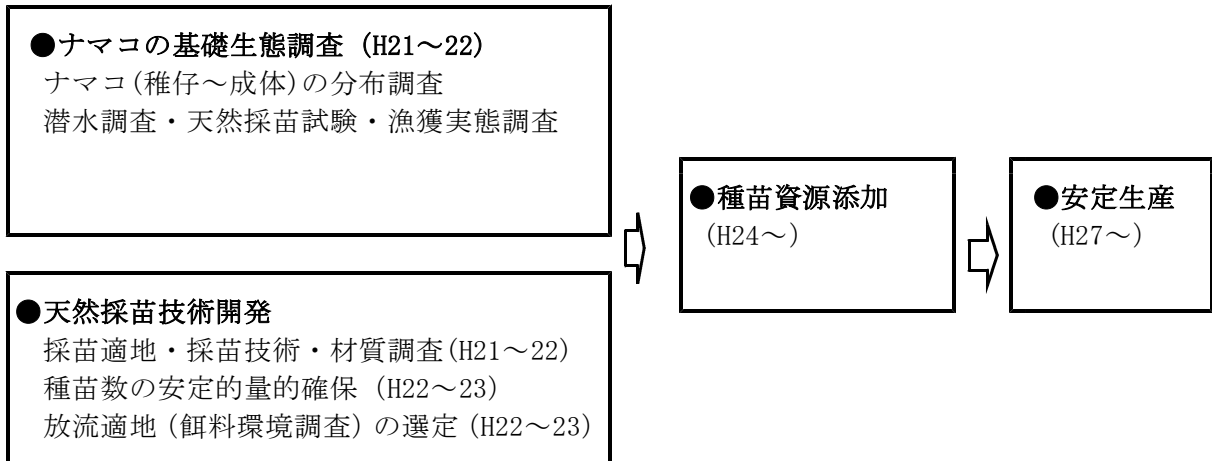 ●ナマコの基礎生態調査 (H21～22)
ナマコ(稚仔～成体)の分布調査
潜水調査・天然採苗試験・漁獲実態調査
●天然採苗技術開発
採苗適地・採苗技術・材質調査(H21～22)
種苗数の安定的量的確保 (H22～23)
放流適地(餌料環境調査)の選定(H22～23)
●種苗資源添加
(H24～)
●安定生産
(H27～)